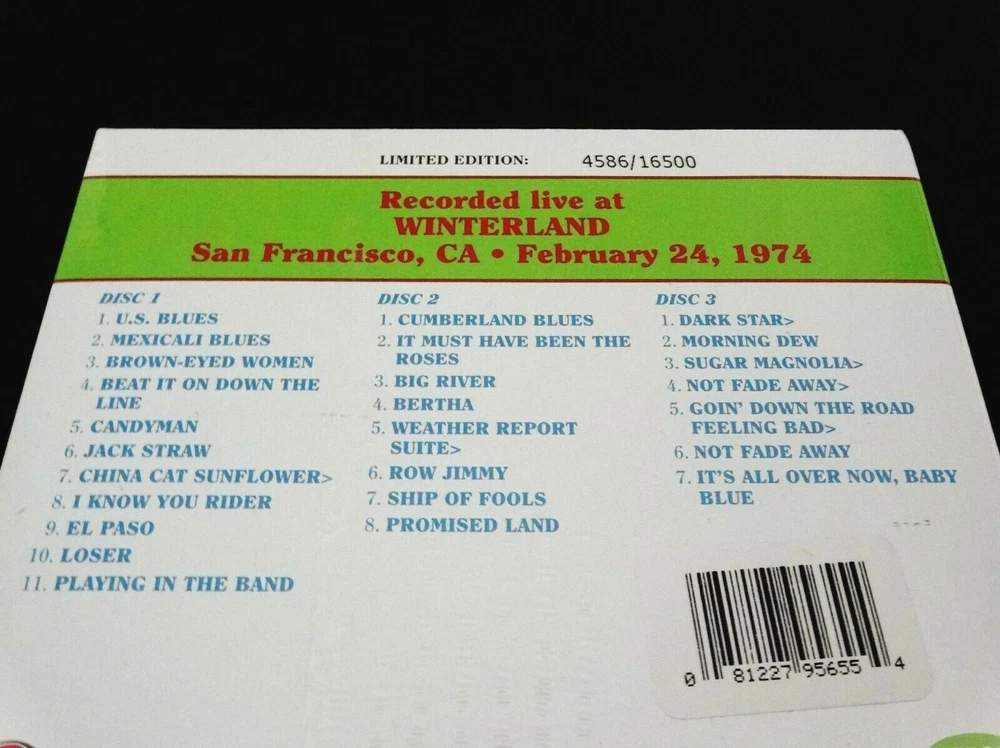 LIMITED EDITION: 4586/16500
Recorded live at
WINTERLAND
San Francisco, CA • February 24, 1974
DISC 1
1. U.S. BLUES
2. MEXICALI BLUES
3. BROWN-EYED WOMEN
4. BEAT IT ON DOWN THE
LINE
5. CANDYMAN
6. JACK STRAW
7. CHINA CAT SUNFLOWER>
8. I KNOW YOU RIDER
9. EL PASO
10. LOSER
11. PLAYING IN THE BAND
DISC 2
1. CUMBERLAND BLUES
2. IT MUST HAVE BEEN THE
ROSES
3. BIG RIVER
4. BERTHA
5. WEATHER REPORT
SUITE>
6. ROW JIMMY
7. SHIP OF FOOLS
8. PROMISED LAND
DISC 3
1. DARK STAR>
2. MORNING DEW
3. SUGAR MAGNOLIA>
4. NOT FADE AWAY>
5. GOIN' DOWN THE ROAD
FEELING BAD>
6. NOT FADE AWAY
7. IT'S ALL OVER NOW, BABY
BLUE
0 81227 95655 4